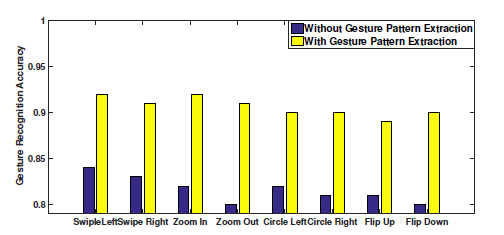 Without Gesture Pattern Extraction
With Gesture Pattern Extraction
Gesture Recognition Accuracy
1
0.95
0.9
0.85
0.8
SwipleLeft Swipe Right Zoom In Zoom Out Circle Left Circle Right Flip Up Flip Down